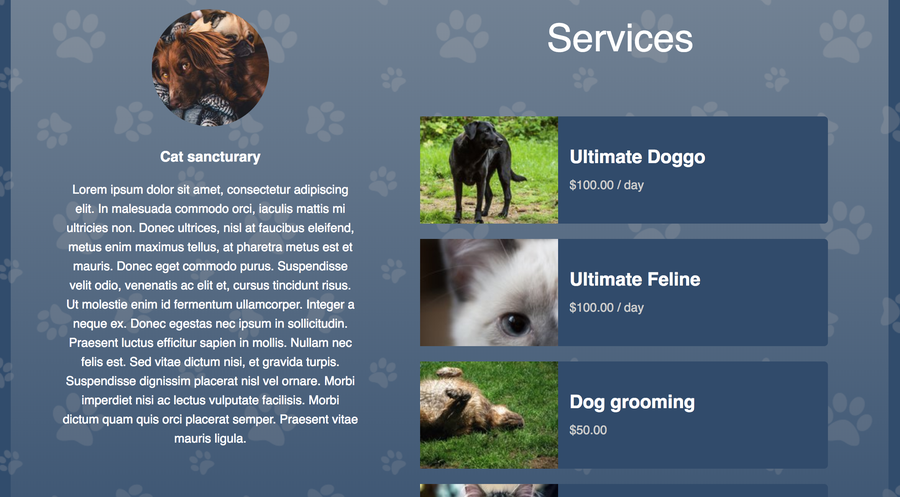 Services
Cat sancturary
Lorem ipsum dolor sit amet, consectetur adipiscing
elit. In malesuada commodo orci, iaculis mattis mi
ultricies non. Donec ultrices, nisl at faucibus eleifend,
metus enim maximus tellus, at pharetra metus est et
mauris. Donec eget commodo purus. Suspendisse
velit odio, venenatis ac elit et, cursus tincidunt risus.
Ut molestie enim id fermentum ullamcorper. Integer a
neque ex. Donec egestas nec ipsum in sollicitudin.
Praesent luctus efficitur sapien in mollis. Nullam nec
felis est. Sed vitae dictum nisi, et gravida turpis.
Suspendisse dignissim placerat nisl vel ornare. Morbi
imperdiet nisi ac lectus vulputate facilisis. Morbi
dictum quam quis orci placerat semper. Praesent vitae
mauris ligula.
Ultimate Doggo
$100.00 / day
Ultimate Feline
$100.00 / day
Dog grooming
$50.00